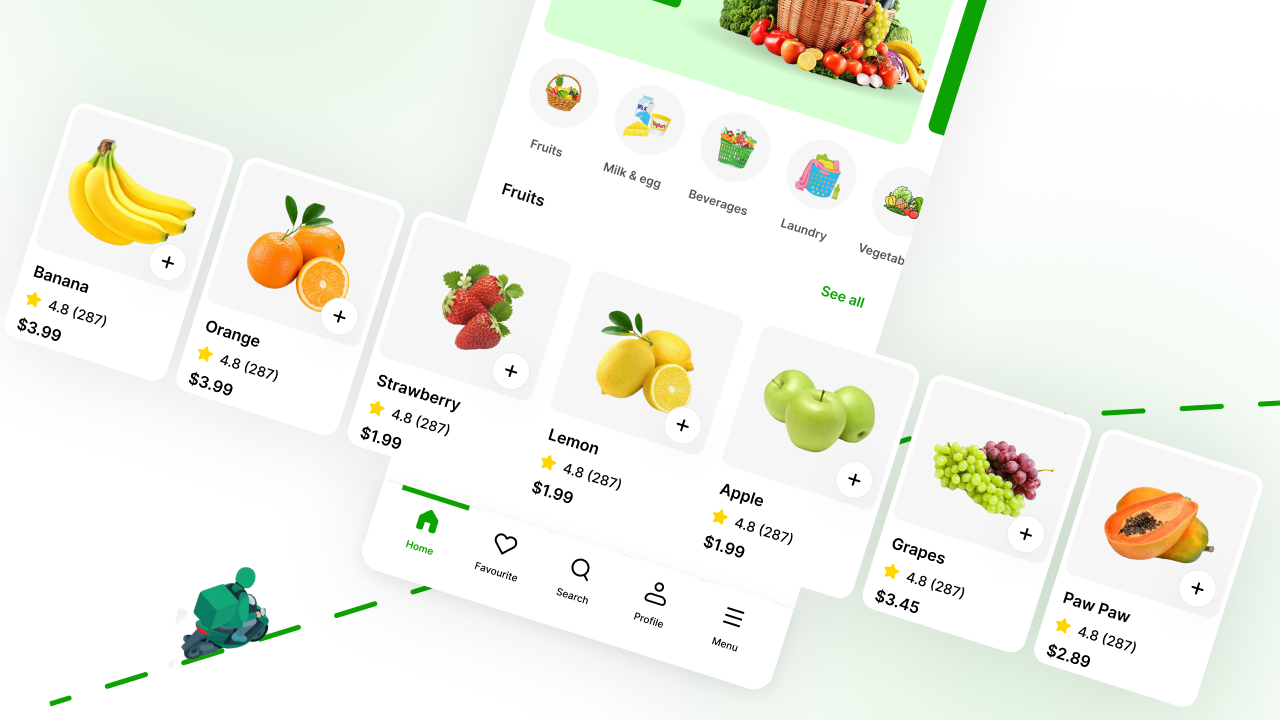 Fruits
Milk & egg
Beverages
Laundry
Vegetab
Fruits
See all
Banana
4.8 (287)
$3.99
Orange
4.8 (287)
$3.99
Strawberry
4.8 (287)
$1.99
Lemon
4.8 (287)
$1.99
Apple
4.8 (287)
$1.99
Grapes
4.8 (287)
$3.45
Paw Paw
4.8 (287)
$2.89
Home
Favourite
Search
Profile
Menu